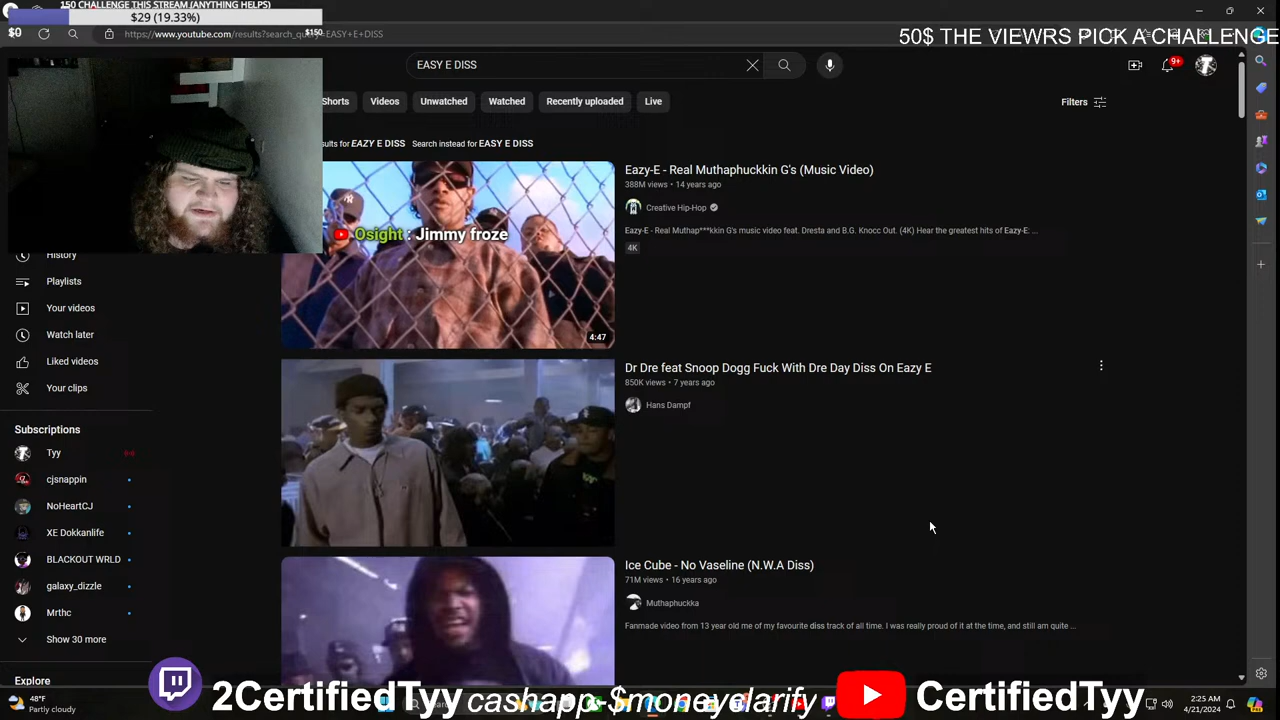 150 CHALLENGE THIS STREAM (ANYTHING HELPS)
$29 (19.33%)
$0
$150
https://www.youtube.com/results?search_query=EASY+E+DISS
50$ THE VIEWRS PICK A CHALLENGE
EASY E DISS
9+
Shorts
Videos
Unwatched
Watched
Recently uploaded
Live
Filters
EAZY E DISS Search instead for EASY E DISS
Eazy-E - Real Muthaphuckkin G's (Music Video)
388M views • 14 years ago
Creative Hip-Hop
Eazy-E - Real Muthap***kkin G's music video feat. Dresta and B.G. Knocc Out. (4K) Hear the greatest hits of Eazy-E: ...
4K
Osight : Jimmy froze
4:47
History
Playlists
Your videos
Watch later
Liked videos
Your clips
Subscriptions
Tyy
cjsnappin
NoHeartCJ
XE Dokkanlife
BLACKOUT WRLD
galaxy_dizzle
Mrthc
Show 30 more
Explore
Dr Dre feat Snoop Dogg Fuck With Dre Day Diss On Eazy E
850K views • 7 years ago
Hans Dampf
Ice Cube - No Vaseline (N.W.A Diss)
71M views • 16 years ago
Muthaphuckka
Fanmade video from 13 year old me of my favourite diss track of all time. I was really proud of it at the time, and still am quite ...
2CertifiedTyy
cashapp-$moneyclarify
CertifiedTyy
48°F
Partly cloudy
2:25 AM
4/21/2024